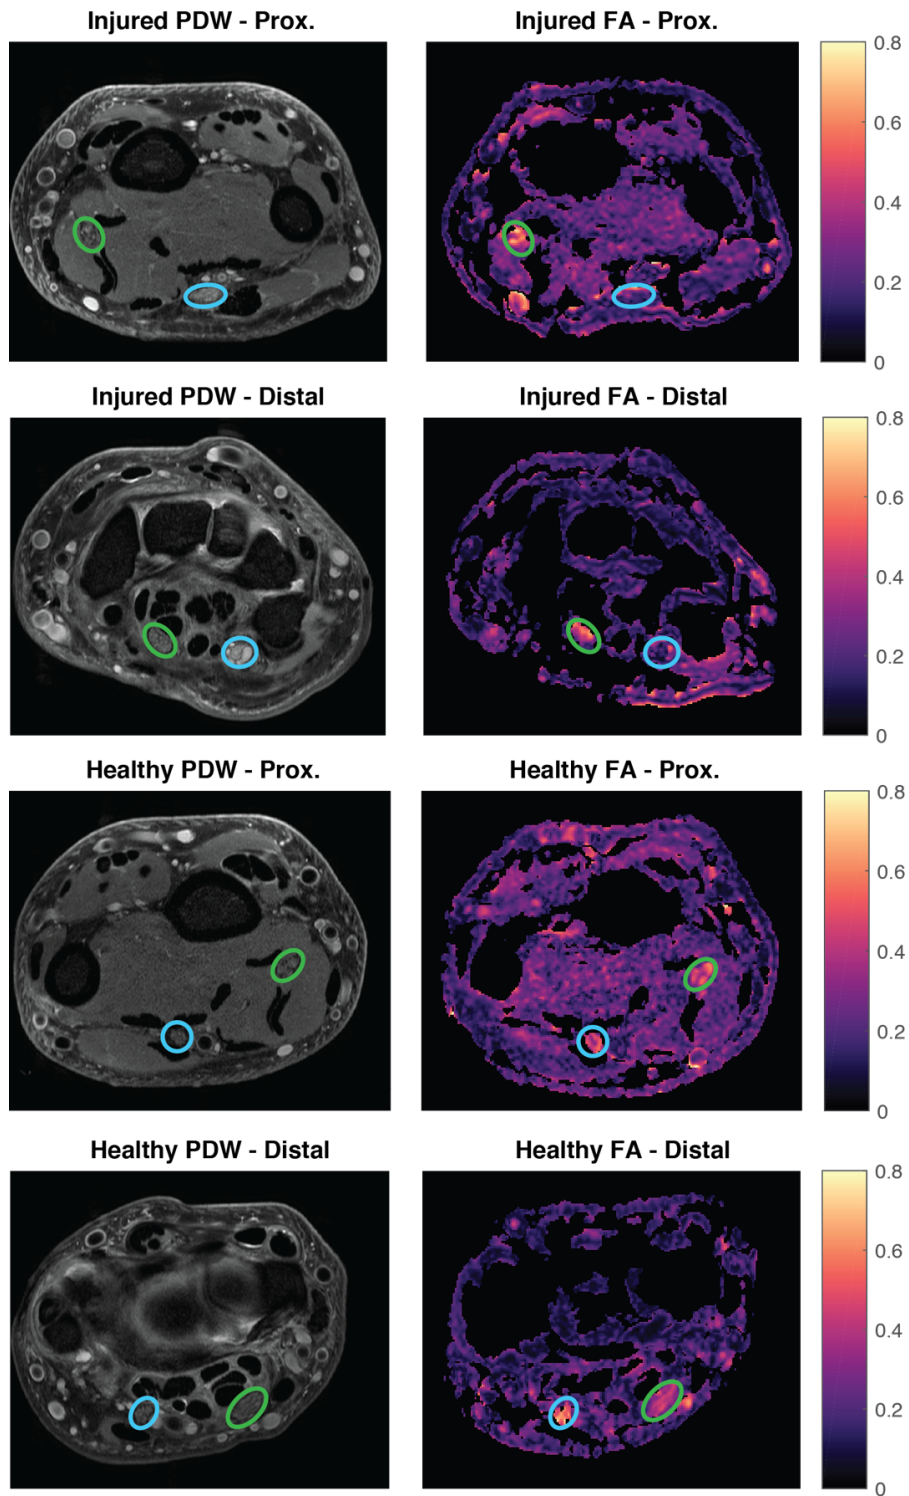 Injured PDW - Prox.
Injured FA - Prox.
0.8
0.6
0.4
0.2
0
Injured PDW - Distal
Injured FA - Distal
0.8
0.6
0.4
0.2
0
Healthy PDW - Prox.
Healthy FA - Prox.
0.8
0.6
0.4
0.2
0
Healthy PDW - Distal
Healthy FA - Distal
0.8
0.6
0.4
0.2
0